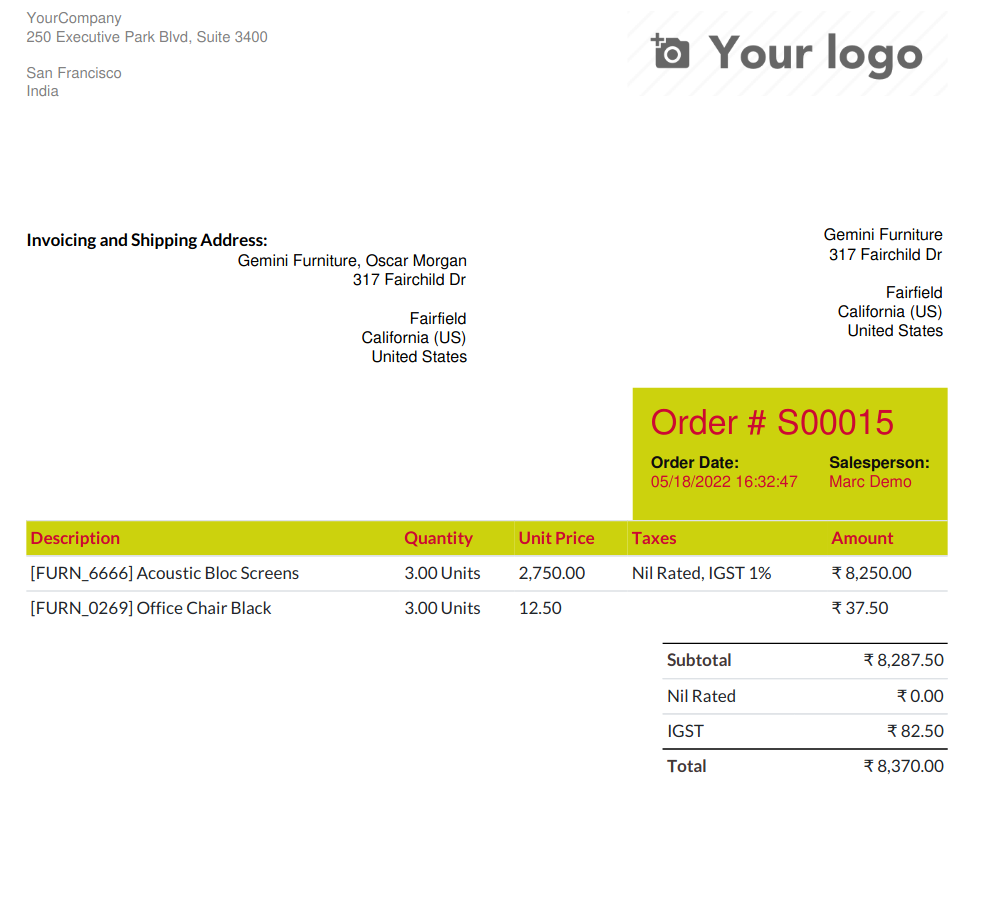 YourCompany
250 Executive Park Blvd, Suite 3400
San Francisco
India
Your logo
Invoicing and Shipping Address:
Gemini Furniture, Oscar Morgan
317 Fairchild Dr
Fairfield
California (US)
United States
Gemini Furniture
317 Fairchild Dr
Fairfield
California (US)
United States
Order # S00015
Order Date: Salesperson:
05/18/2022 16:32:47 Marc Demo
Description Quantity Unit Price Taxes Amount
[FURN_6666] Acoustic Bloc Screens 3.00 Units 2,750.00 Nil Rated, IGST 1% ₹ 8,250.00
[FURN_0269] Office Chair Black 3.00 Units 12.50 ₹ 37.50
Subtotal ₹ 8,287.50
Nil Rated ₹ 0.00
IGST ₹ 82.50
Total ₹ 8,370.00